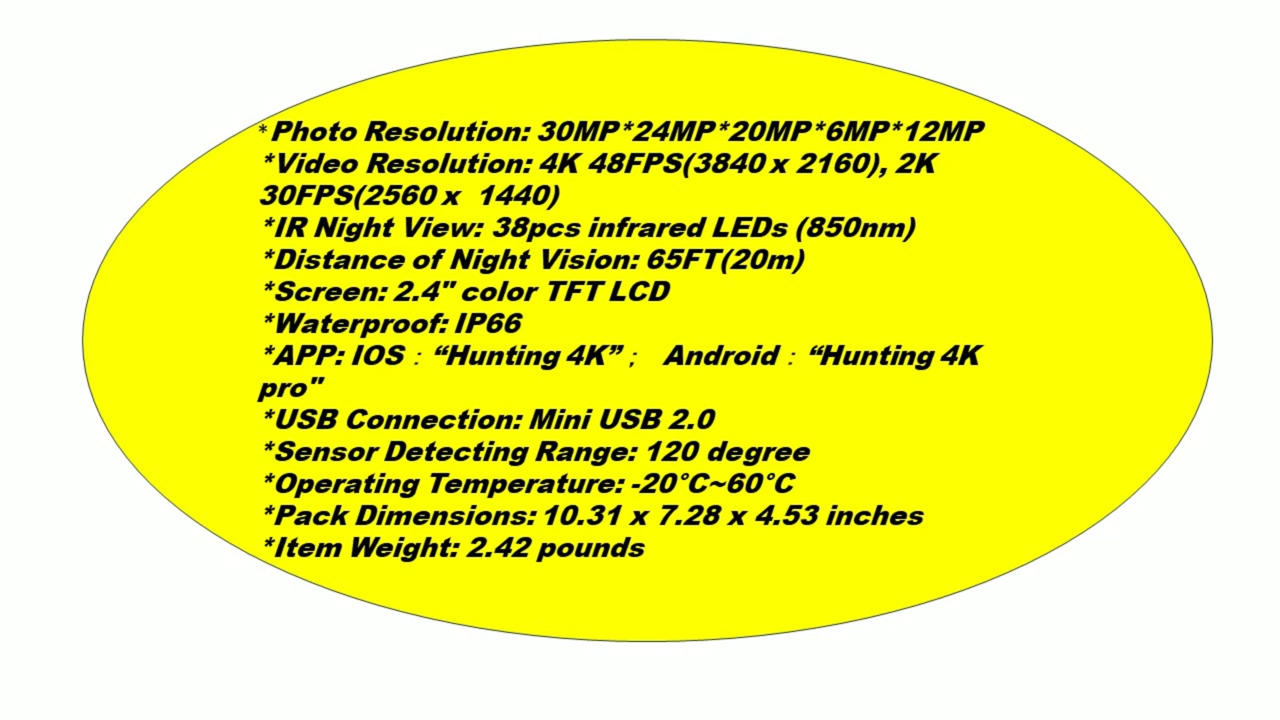 *Photo Resolution: 30MP*24MP*20MP*6MP*12MP
*Video Resolution: 4K 48FPS(3840 x 2160), 2K
30FPS(2560 x  1440)
*IR Night View: 38pcs infrared LEDs (850nm)
*Distance of Night Vision: 65FT(20m)
*Screen: 2.4" color TFT LCD
*Waterproof: IP66
*APP: IOS：“Hunting 4K”； Android：“Hunting 4K
pro"
*USB Connection: Mini USB 2.0
*Sensor Detecting Range: 120 degree
*Operating Temperature: -20°C~60°C
*Pack Dimensions: 10.31 x 7.28 x 4.53 inches
*Item Weight: 2.42 pounds